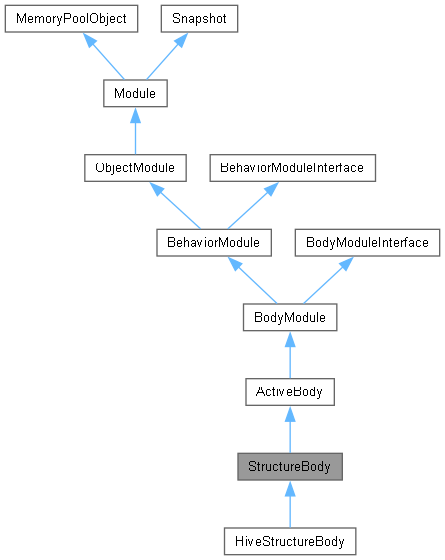 MemoryPoolObject Snapshot
Module
ObjectModule BehaviorModuleInterface
BehaviorModule BodyModuleInterface
BodyModule
ActiveBody
StructureBody
HiveStructureBody